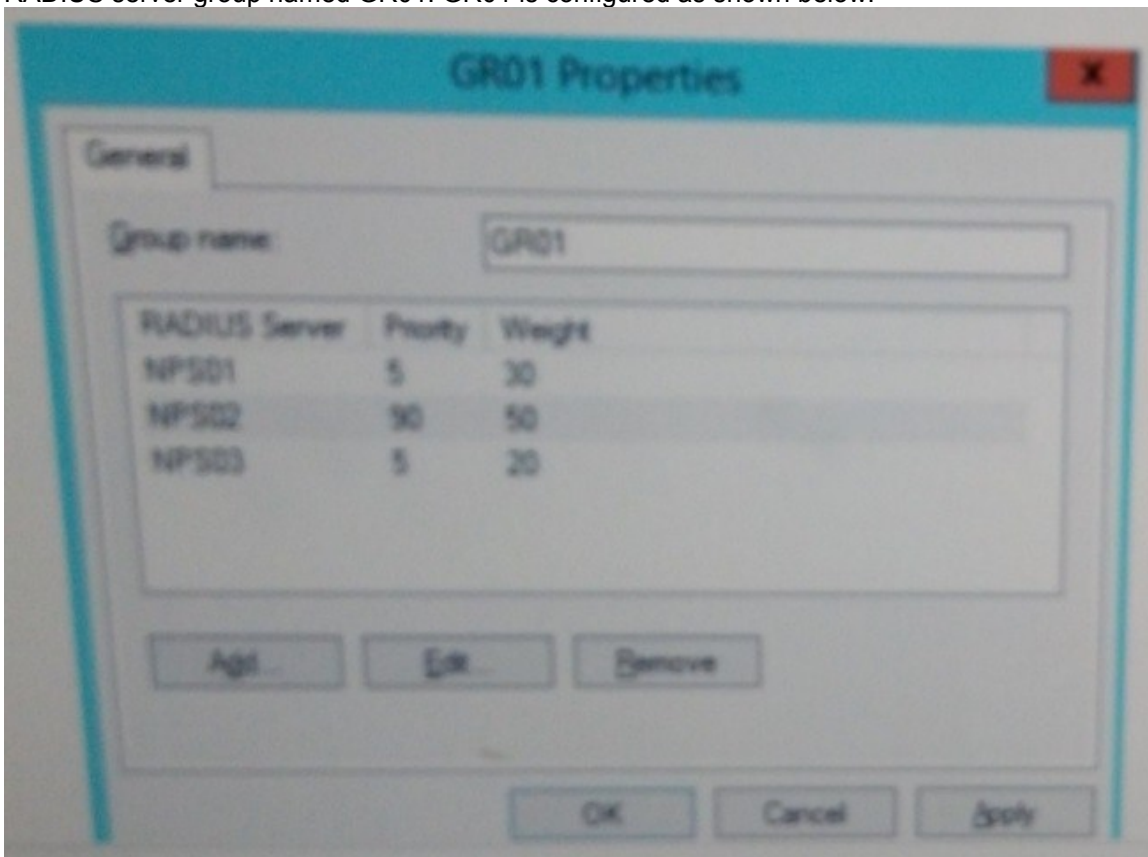 RADIUS server group named GR01. GR01 is configured as shown below.
GR01 Properties
General
Group name:
GR01
RADIUS Server Priority Weight
NPS01 5 30
NPS02 90 50
NPS03 5 20
Add...
Edit...
Remove
OK
Cancel
Apply